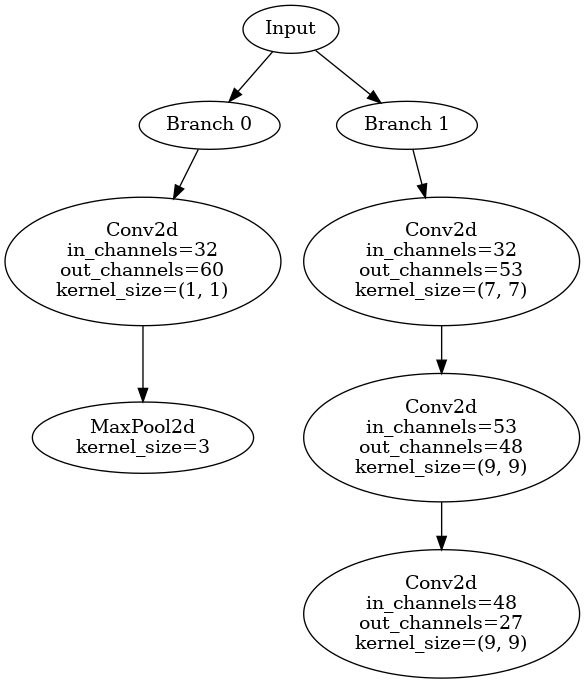 Input
Branch 0
Branch 1
Conv2d
in_channels=32
out_channels=60
kernel_size=(1, 1)
Conv2d
in_channels=32
out_channels=53
kernel_size=(7, 7)
MaxPool2d
kernel_size=3
Conv2d
in_channels=53
out_channels=48
kernel_size=(9, 9)
Conv2d
in_channels=48
out_channels=27
kernel_size=(9, 9)